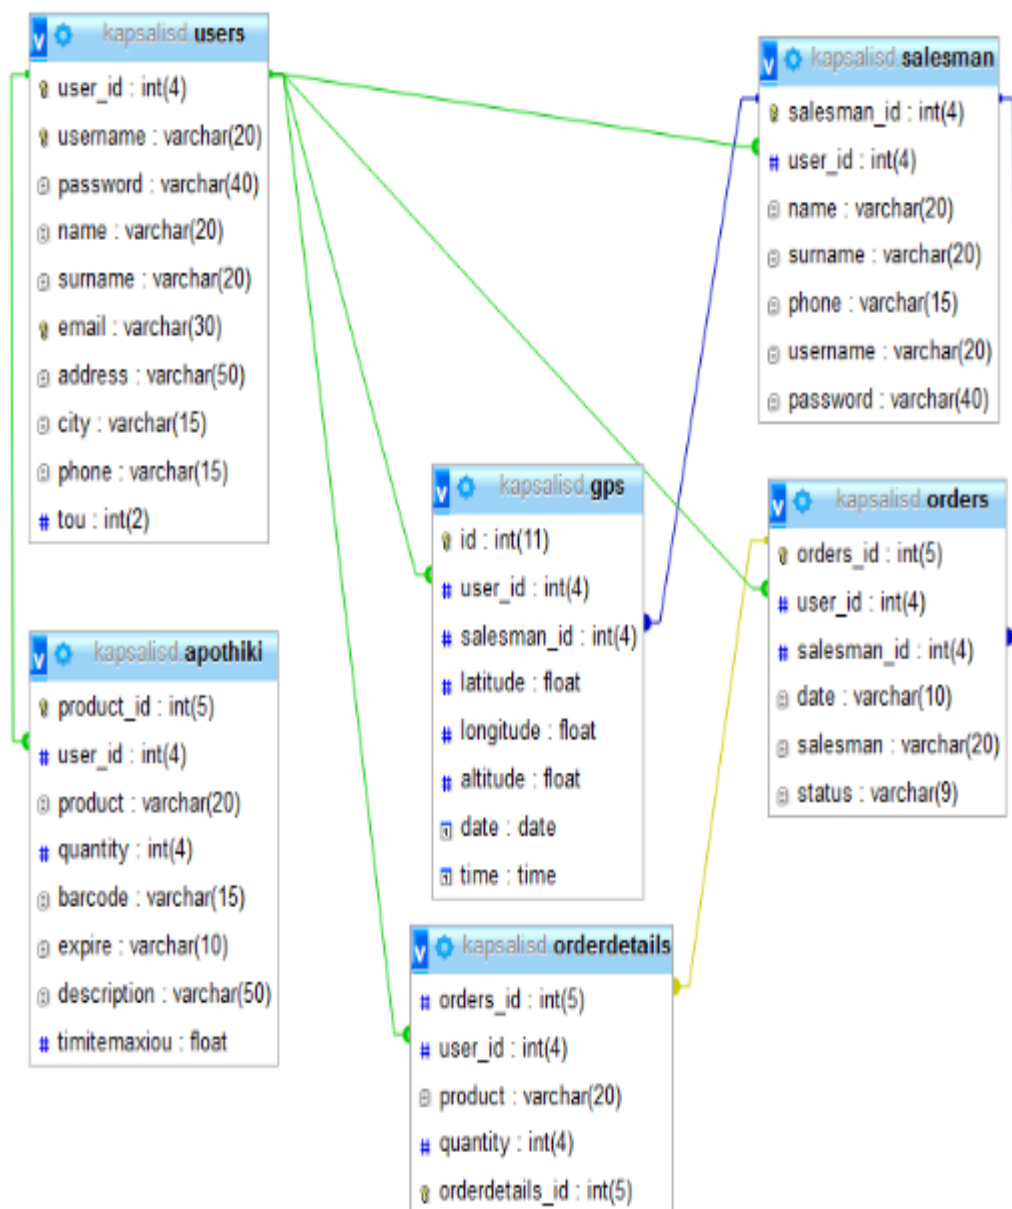 kapsalisd.users
user_id : int(4)
username : varchar(20)
password : varchar(40)
name : varchar(20)
surname : varchar(20)
email : varchar(30)
address : varchar(50)
city : varchar(15)
phone : varchar(15)
# tou : int(2)
kapsalisd.apothiki
product_id : int(5)
# user_id : int(4)
product : varchar(20)
# quantity : int(4)
barcode : varchar(15)
expire : varchar(10)
description : varchar(50)
# timitemaxiou : float
kapsalisd.gps
id : int(11)
# user_id : int(4)
# salesman_id : int(4)
# latitude : float
# longitude : float
# altitude : float
date : date
time : time
kapsalisd.orderdetails
# orders_id : int(5)
# user_id : int(4)
product : varchar(20)
# quantity : int(4)
orderdetails_id : int(5)
kapsalisd.salesman
salesman_id : int(4)
# user_id : int(4)
name : varchar(20)
surname : varchar(20)
phone : varchar(15)
username : varchar(20)
password : varchar(40)
kapsalisd.orders
orders_id : int(5)
# user_id : int(4)
# salesman_id : int(4)
date : varchar(10)
salesman : varchar(20)
status : varchar(9)